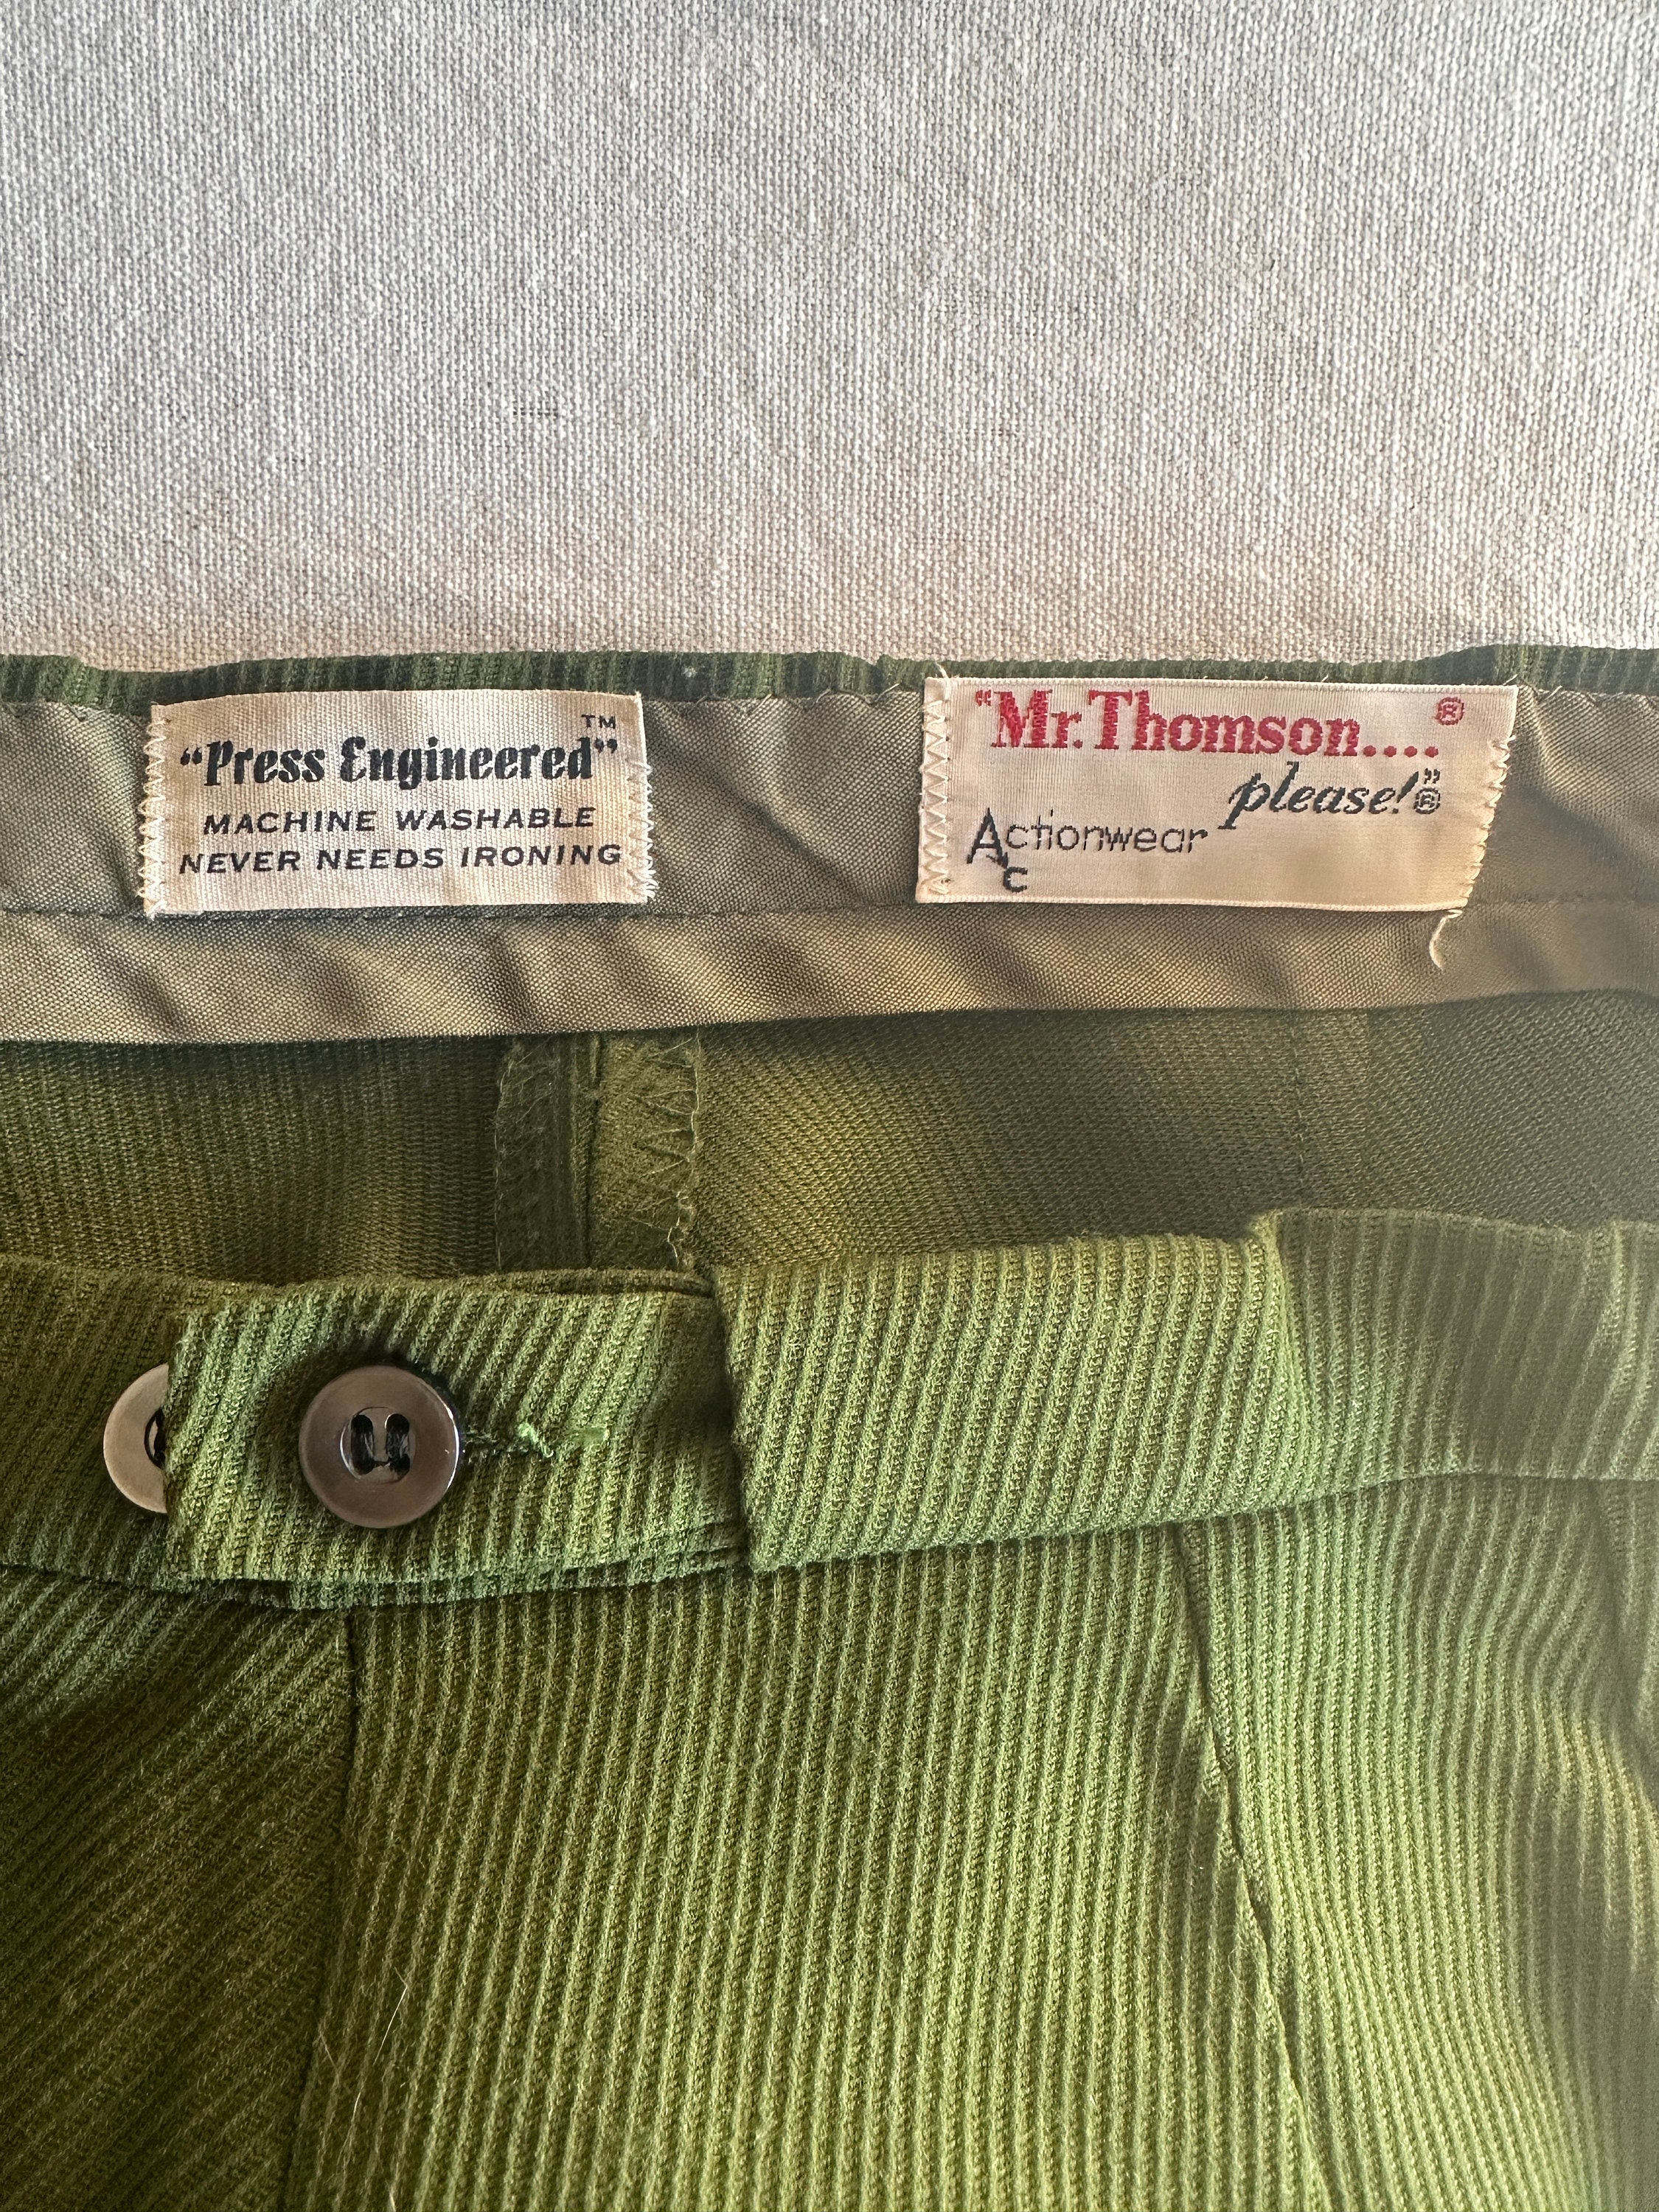 TM
“Press Engineered”
MACHINE WASHABLE
NEVER NEEDS IRONING
“Mr. Thomson.... ®
please!” ®
Actionwear
C